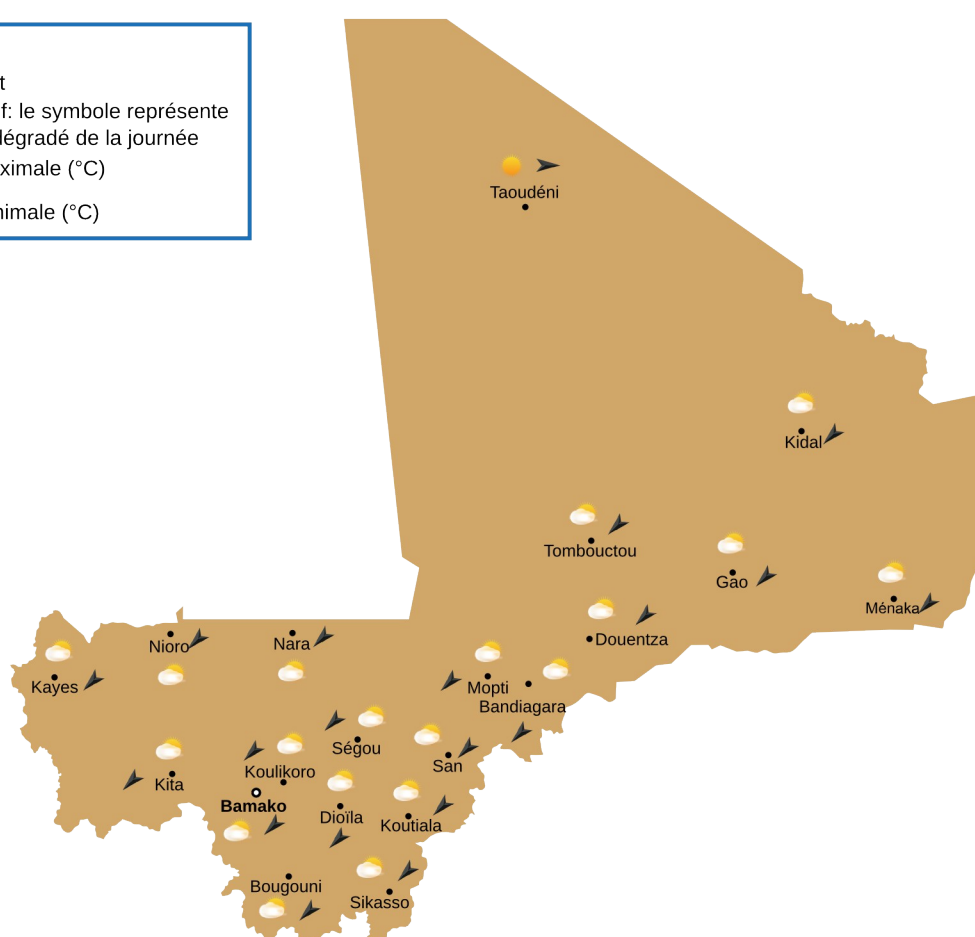 t
f: le symbole représente
dégradé de la journée
ximale (°C)
nimale (°C)
Taoudéni
Kidal
Tombouctou
Gao
Ménaka
Douentza
Nioro
Nara
Kayes
Mopti
Bandiagara
Ségou
San
Koulikoro
Kita
Bamako
Dioïla
Koutiala
Bougouni
Sikasso